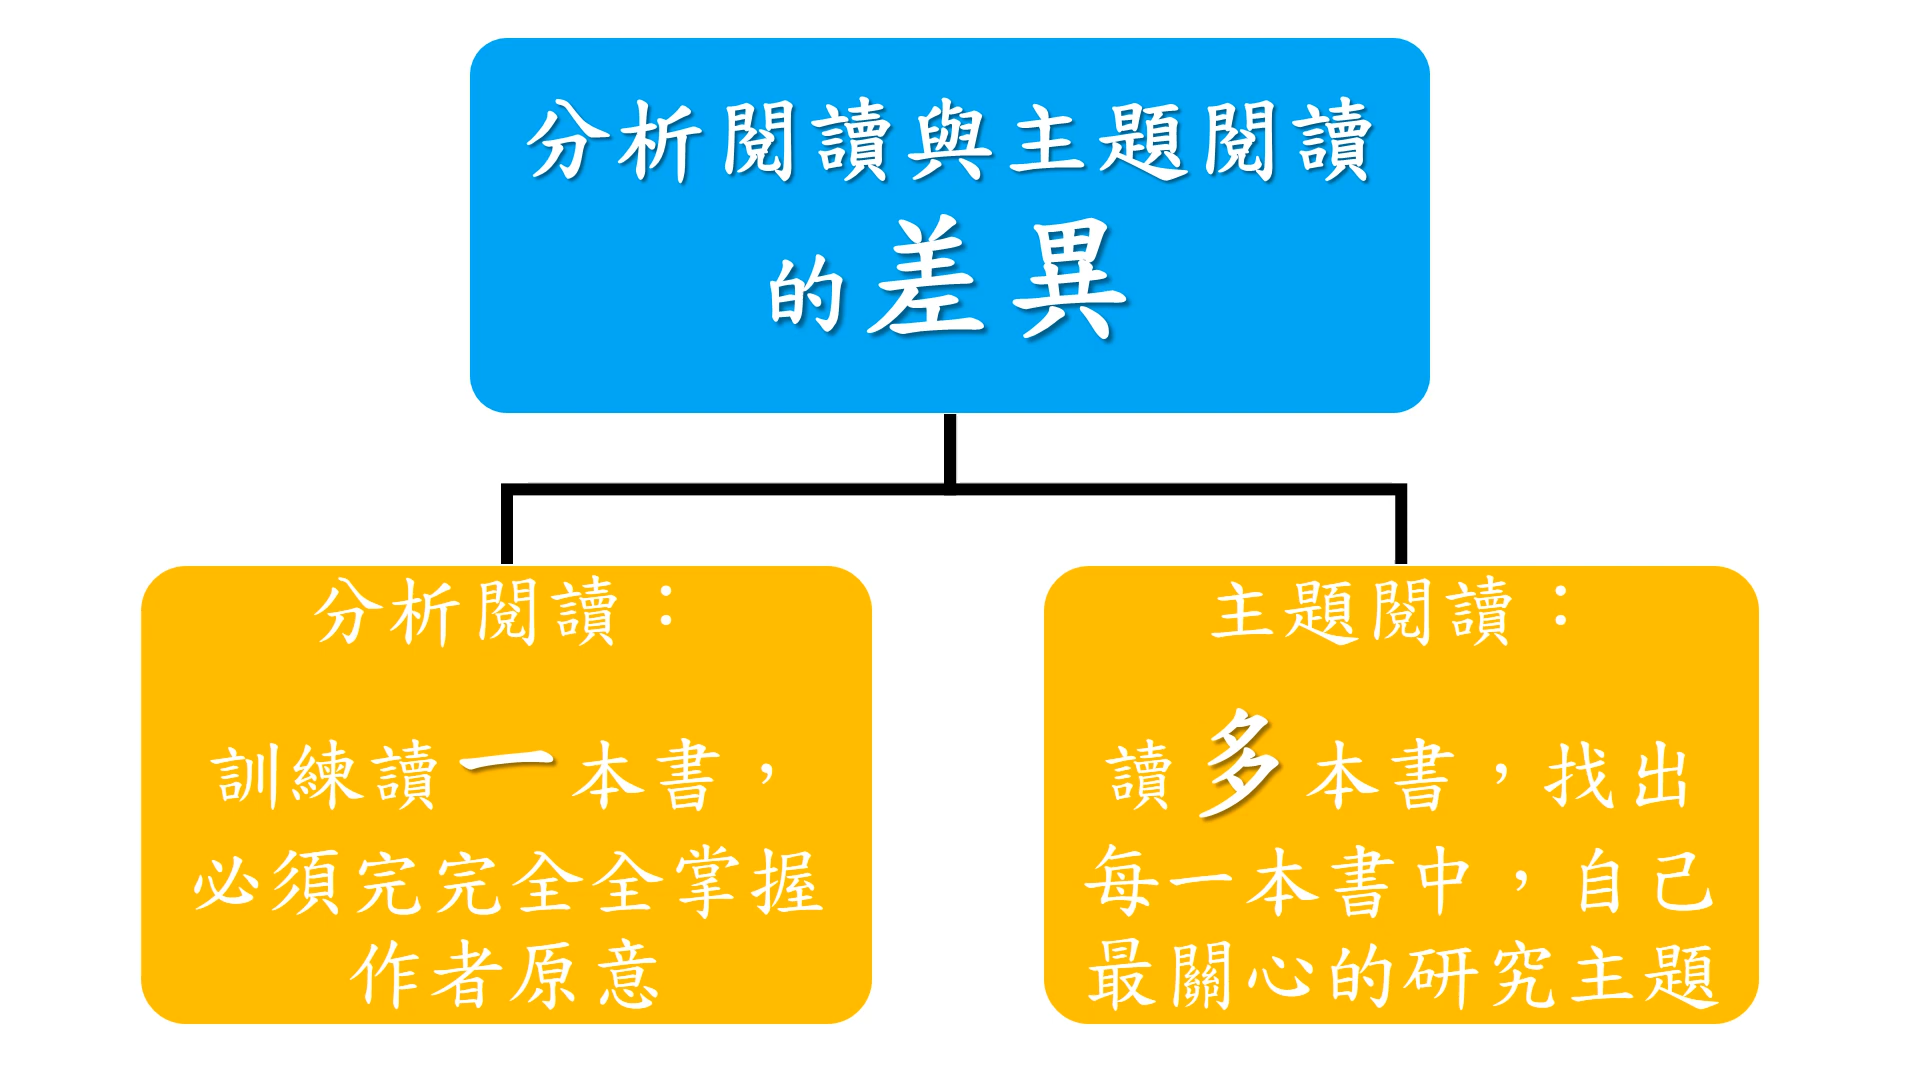 分析閱讀與主題閱讀
的差異
分析閱讀：
訓練讀一本書，
必須完完全全掌握
作者原意
主題閱讀：
讀多本書，找出
每一本書中，自己
最關心的研究主題